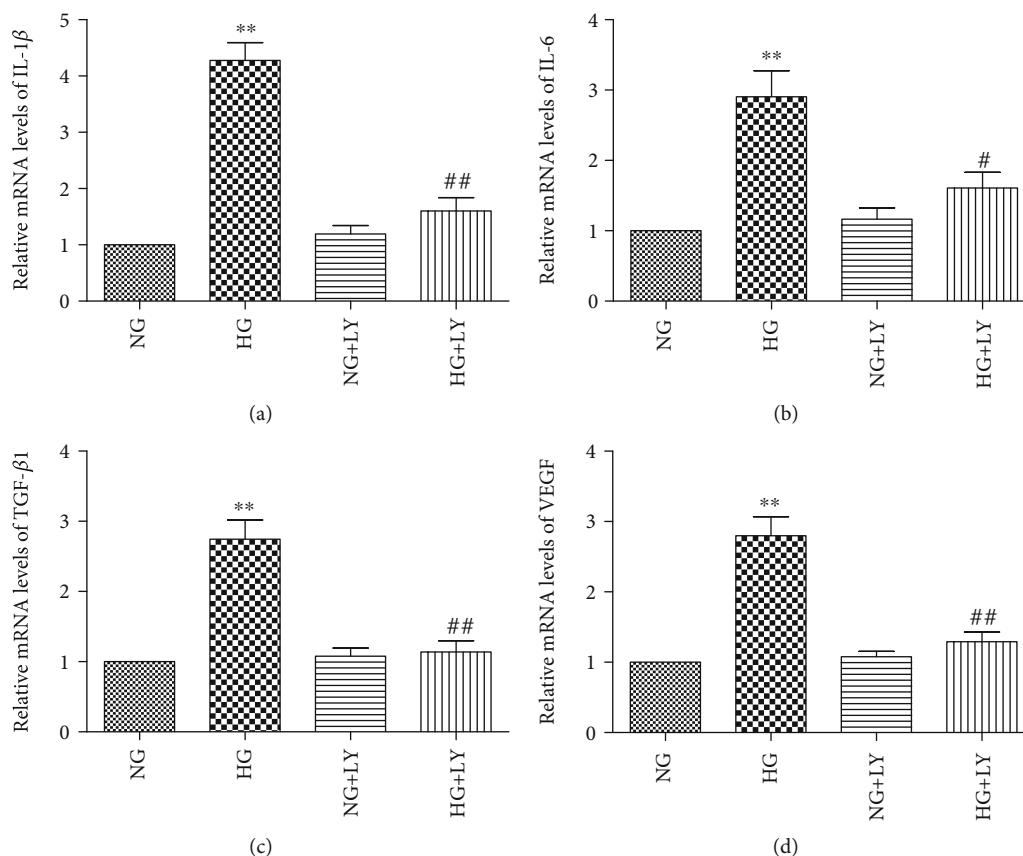 Relative mRNA levels of IL-1β
5
4
3
2
1
0
**
##
NG
HG
NG+LY
HG+LY
(a)
Relative mRNA levels of IL-6
4
3
2
1
0
**
#
NG
HG
NG+LY
HG+LY
(b)
Relative mRNA levels of TGF-β1
4
3
2
1
0
**
##
NG
HG
NG+LY
HG+LY
(c)
Relative mRNA levels of VEGF
4
3
2
1
0
**
##
NG
HG
NG+LY
HG+LY
(d)